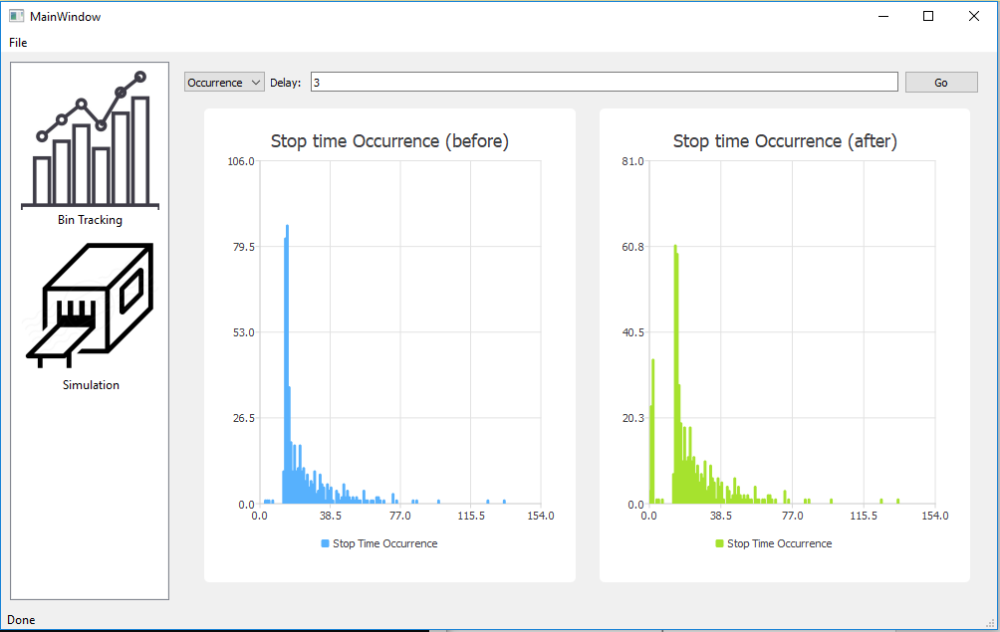 MainWindow
File
Occurrence Delay: 3 Go
Bin Tracking
Simulation
Stop time Occurrence (before)
106.0
79.5
53.0
26.5
0.0
0.0 38.5 77.0 115.5 154.0
Stop Time Occurrence
Stop time Occurrence (after)
81.0
60.8
40.5
20.3
0.0
0.0 38.5 77.0 115.5 154.0
Stop Time Occurrence
Done